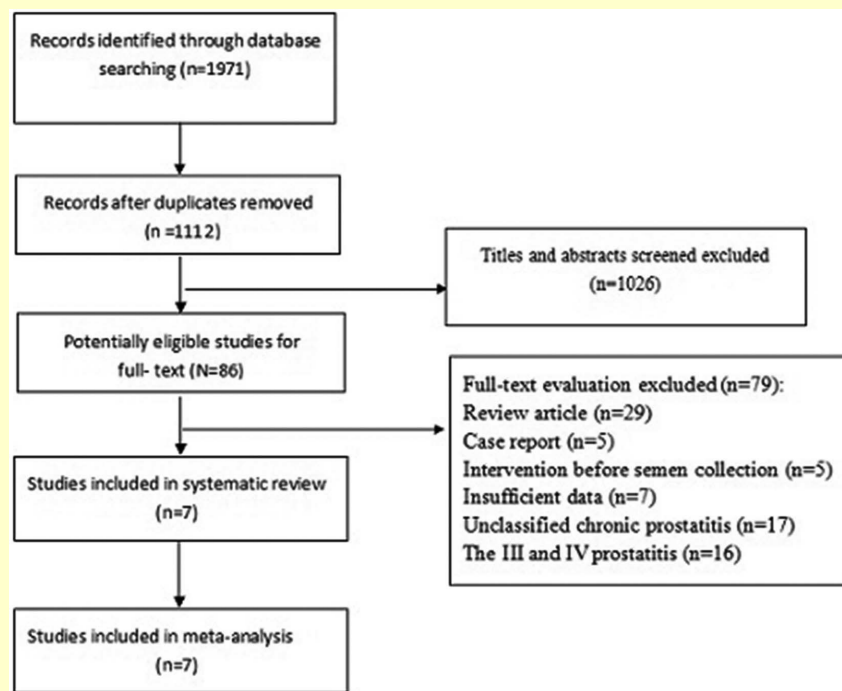 Records identified through database
searching (n=1971)
Records after duplicates removed
(n =1112)
Titles and abstracts screened excluded
(n=1026)
Potentially eligible studies for
full- text (N=86)
Full-text evaluation excluded (n=79):
Review article (n=29)
Case report (n=5)
Intervention before semen collection (n=5)
Insufficient data (n=7)
Unclassified chronic prostatitis (n=17)
The III and IV prostatitis (n=16)
Studies included in systematic review
(n=7)
Studies included in meta-analysis
(n=7)